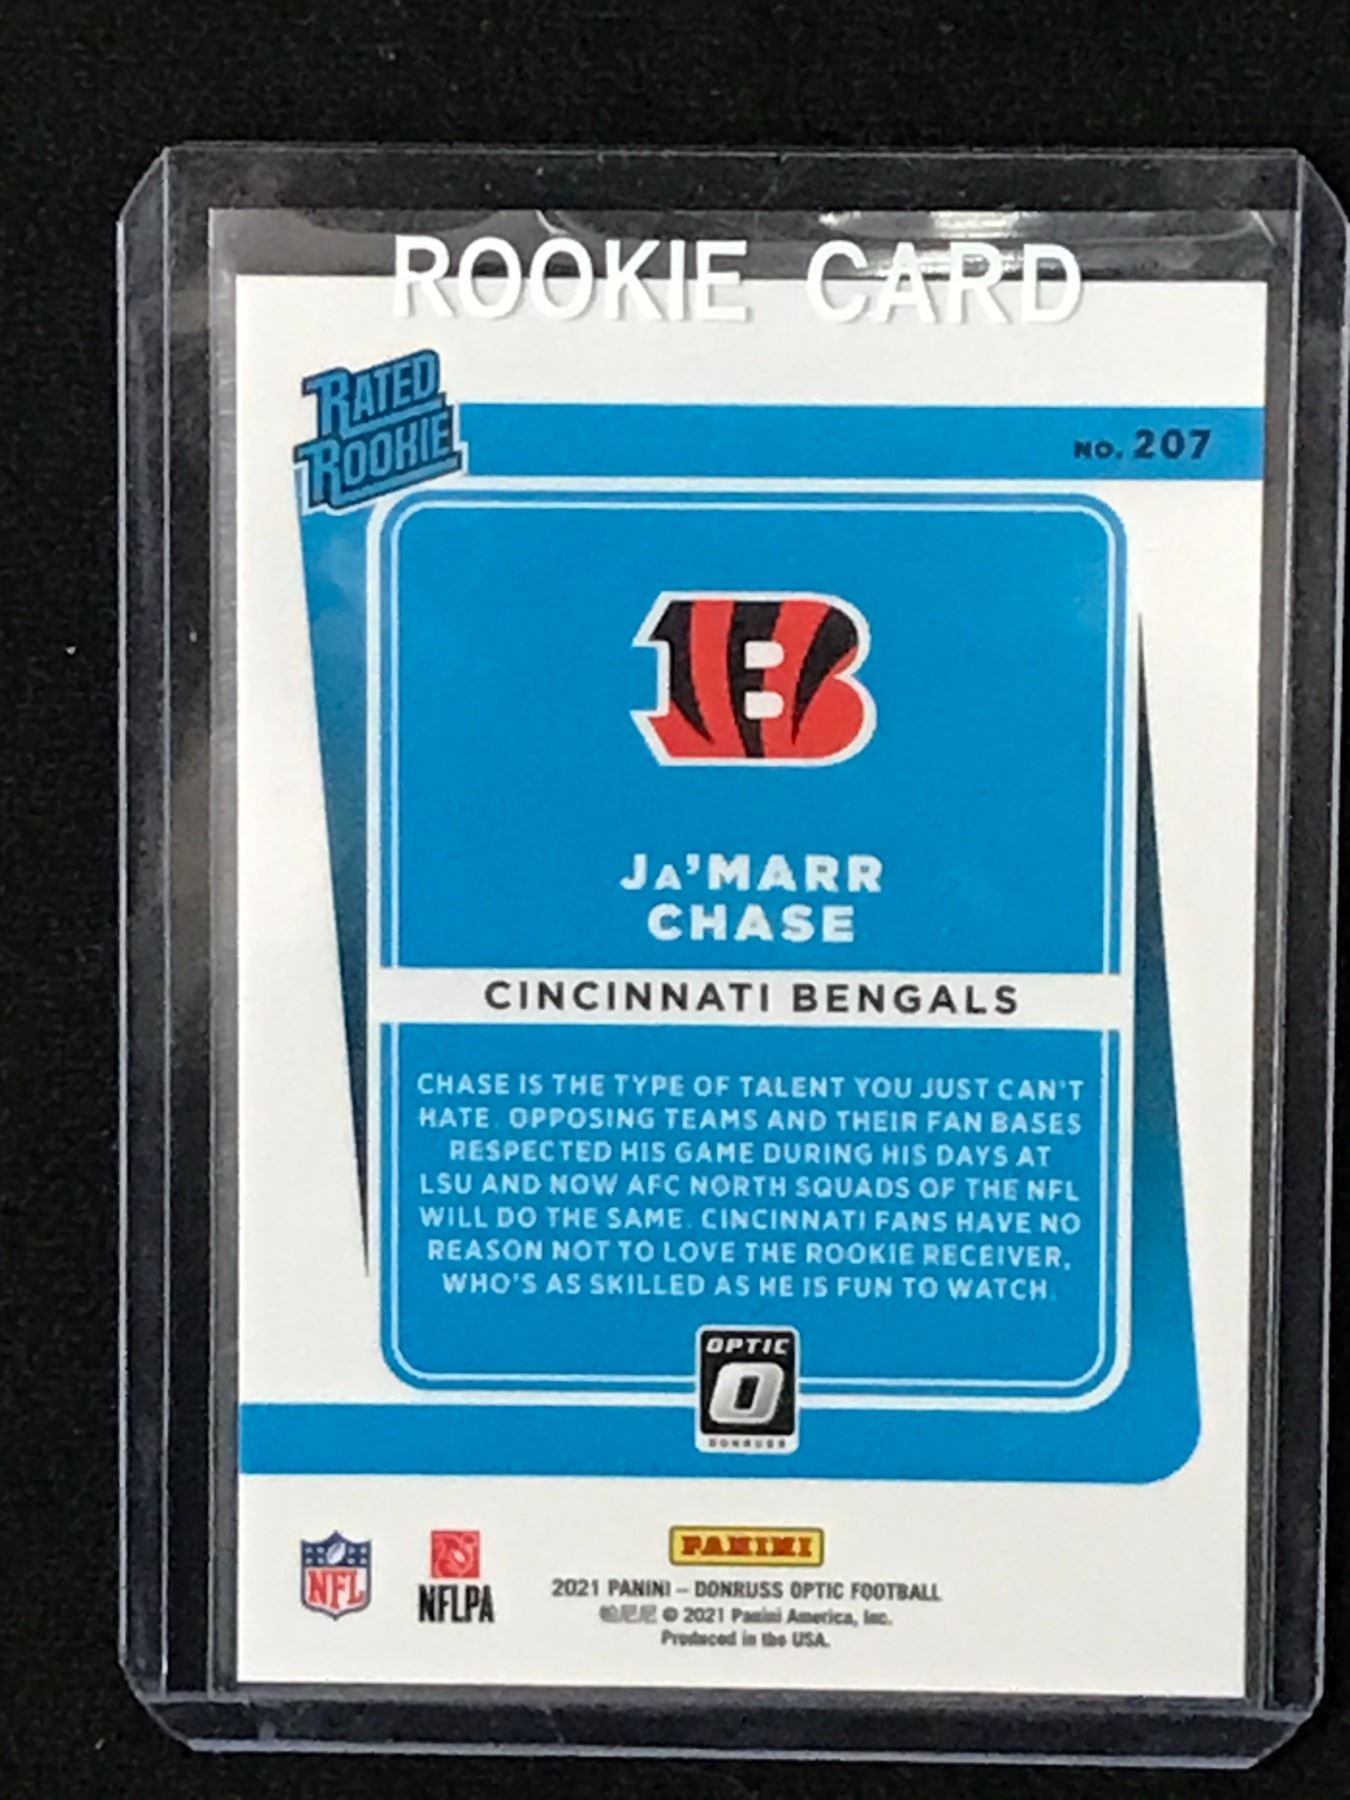 ROOKIE CARD
RATED
ROOKIE
No. 207
B
JA'MARR
CHASE
CINCINNATI BENGALS
CHASE IS THE TYPE OF TALENT YOU JUST CAN'T
HATE. OPPOSING TEAMS AND THEIR FAN BASES
RESPECTED HIS GAME DURING HIS DAYS AT
LSU AND NOW AFC NORTH SQUADS OF THE NFL
WILL DO THE SAME. CINCINNATI FANS HAVE NO
REASON NOT TO LOVE THE ROOKIE RECEIVER,
WHO'S AS SKILLED AS HE IS FUN TO WATCH.
OPTIC
O
DONRUSS
NFL
NFLPA
PANINI
2021 PANINI – DONRUSS OPTIC FOOTBALL
帕尼尼 © 2021 Panini America, Inc.
Produced in the USA.